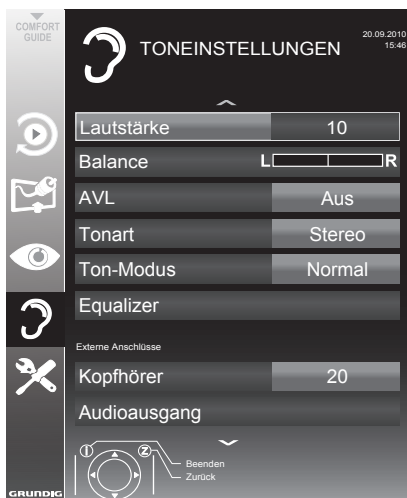 COMFORT
GUIDE
TONEINSTELLUNGEN
20.09.2010
15:46
Lautstärke 10
Balance L R
AVL Aus
Tonart Stereo
Ton-Modus Normal
Equalizer
Externe Anschlüsse
Kopfhörer 20
Audioausgang
i Z
Beenden
Zurück
GRUNDIG